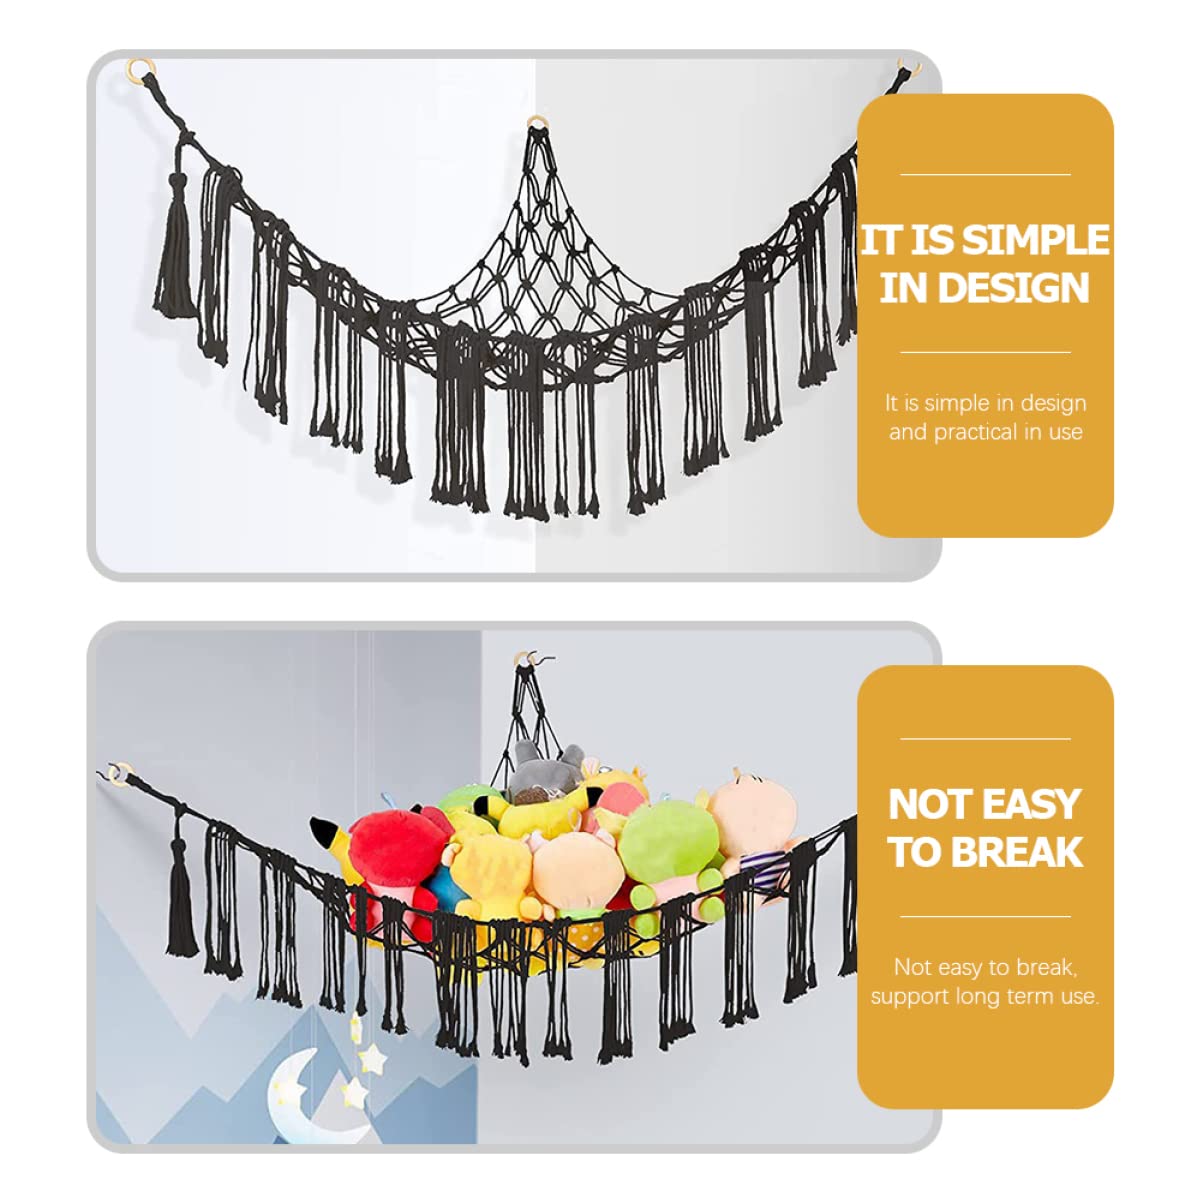 IT IS SIMPLE
IN DESIGN
It is simple in design
and practical in use
NOT EASY
TO BREAK
Not easy to break,
support long term use.